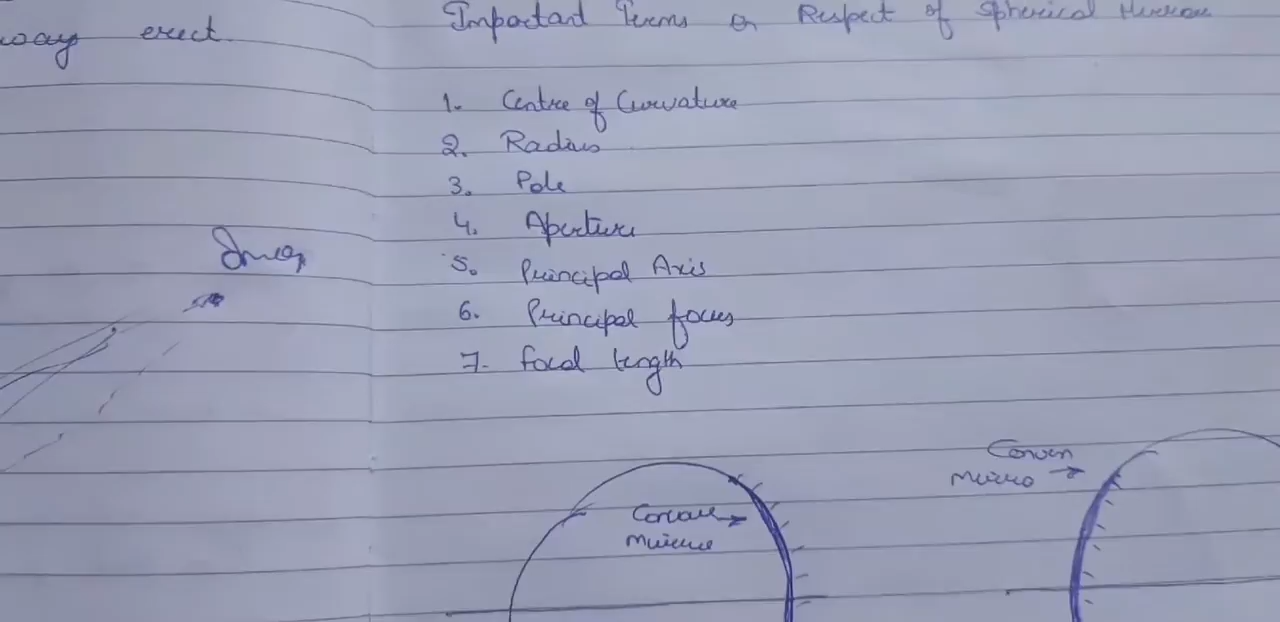 way erect.
Important Terms in Respect of Spherical Mirror
1. Centre of Curvature
2. Radius
3. Pole
4. Aperture
5. Principal Axis
6. Principal focus
7. focal length
Image
Concave →
Mirror
Convex
Mirror →